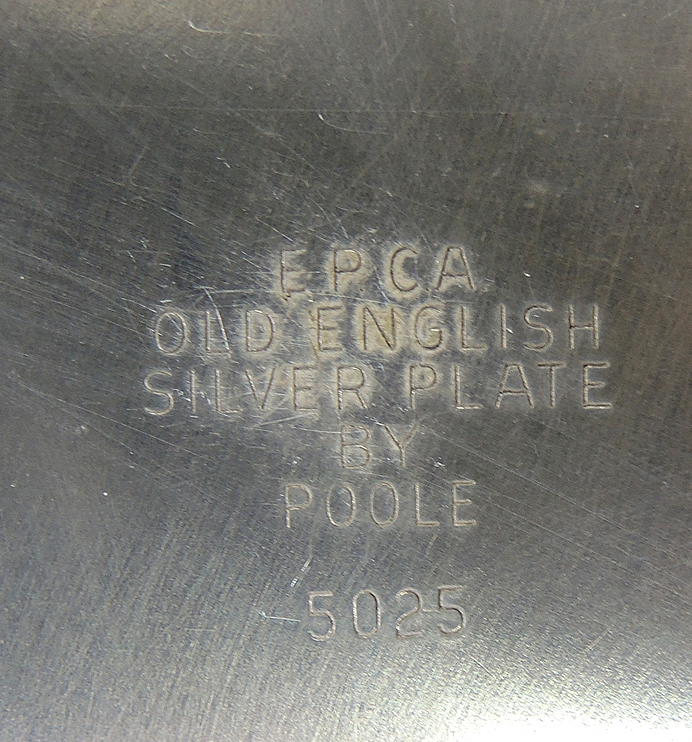 EPCA
OLD ENGLISH
SILVER PLATE
BY
POOLE
5025